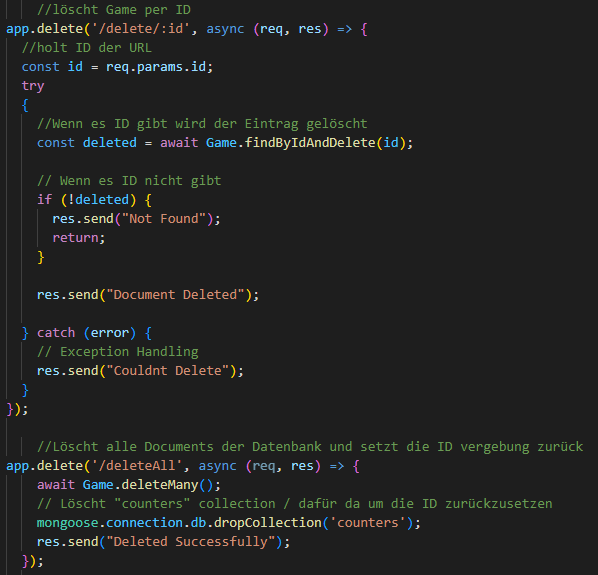 //löscht Game per ID
app.delete('/delete/:id', async (req, res) => {
//holt ID der URL
const id = req.params.id;
try
{
//Wenn es ID gibt wird der Eintrag gelöscht
const deleted = await Game.findByIdAndDelete(id);
// Wenn es ID nicht gibt
if (!deleted) {
res.send("Not Found");
return;
}
res.send("Document Deleted");
} catch (error) {
// Exception Handling
res.send("Couldnt Delete");
}
});
//Löscht alle Documents der Datenbank und setzt die ID vergebung zurück
app.delete('/deleteAll', async (req, res) => {
await Game.deleteMany();
// Löscht "counters" collection / dafür da um die ID zurückzusetzen
mongoose.connection.db.dropCollection('counters');
res.send("Deleted Successfully");
});